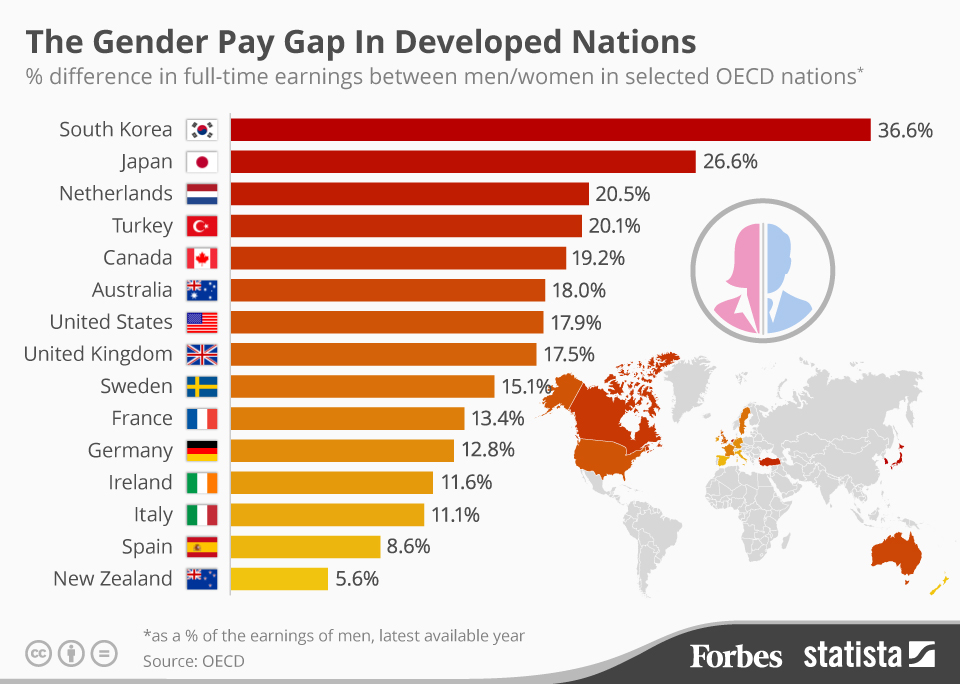 The Gender Pay Gap In Developed Nations
% difference in full-time earnings between men/women in selected OECD nations*
South Korea 36.6%
Japan 26.6%
Netherlands 20.5%
Turkey 20.1%
Canada 19.2%
Australia 18.0%
United States 17.9%
United Kingdom 17.5%
Sweden 15.1%
France 13.4%
Germany 12.8%
Ireland 11.6%
Italy 11.1%
Spain 8.6%
New Zealand 5.6%
*as a % of the earnings of men, latest available year
Source: OECD
cc
Forbes statista